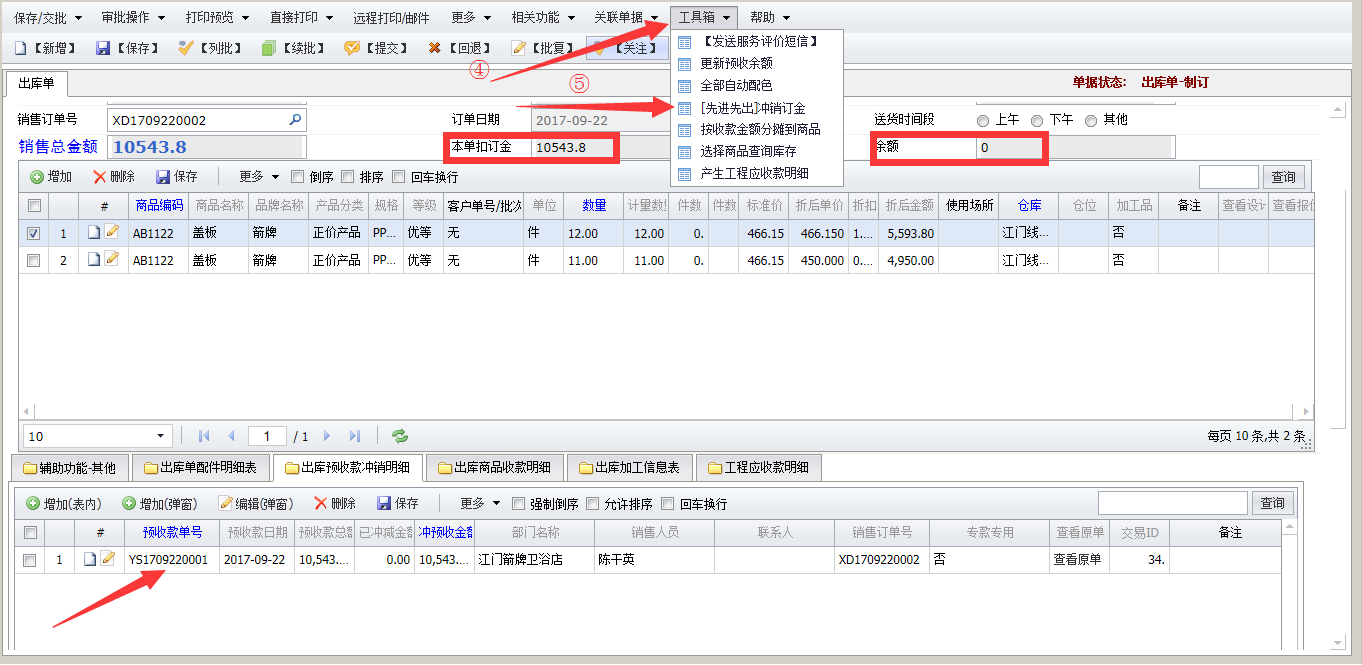 保存/交批 审批操作 打印预览 直接打印 远程打印/邮件 更多 相关功能 关联单据 工具箱 帮助
【新增】 【保存】 【列批】 【续批】 【提交】 【回退】 【批复】 【关注】
④
⑤
【发送服务评价短信】
更新预收余额
全部自动配色
[先进先出]冲销订金
按收款金额分摊到商品
选择商品查询库存
产生工程应收款明细
出库单 单据状态: 出库单-制订
销售订单号 XD1709220002 订单日期 2017-09-22 送货时间段 上午 下午 其他
销售总金额 10543.8 本单扣订金 10543.8 余额 0
增加 删除 保存 更多 倒序 排序 回车换行 查询
# 商品编码 商品名称 品牌名称 产品分类 规格 等级 客户单号/批次 单位 数量 计量数量 件数 件数 标准价 折后单价 折扣 折后金额 使用场所 仓库 仓位 加工品 备注 查看设计 查看报价
1 AB1122 盖板 箭牌 正价产品 PP... 优等 无 件 12.00 12.00 0. 466.15 466.150 1.... 5,593.80 江门线... 否
2 AB1122 盖板 箭牌 正价产品 PP... 优等 无 件 11.00 11.00 0. 466.15 450.000 0.... 4,950.00 江门线... 否
10 1 / 1 每页 10 条,共 2 条
辅助功能-其他 出库单配件明细表 出库预收款冲销明细 出库商品收款明细 出库加工信息表 工程应收款明细
增加(表内) 增加(弹窗) 编辑(弹窗) 删除 保存 更多 强制倒序 允许排序 回车换行 查询
# 预收款单号 预收款日期 预收款总额 已冲减金额 冲预收金额 部门名称 销售人员 联系人 销售订单号 专款专用 查看原单 交易ID 备注
1 YS1709220001 2017-09-22 10,543.... 0.00 10,543.... 江门箭牌卫浴店 陈干英 XD1709220002 否 查看原单 34.